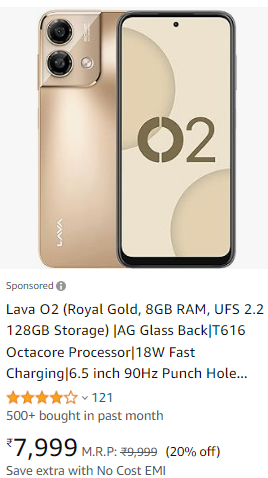 LAVA
O2
Sponsored
Lava O2 (Royal Gold, 8GB RAM, UFS 2.2
128GB Storage) |AG Glass Back|T616
Octacore Processor|18W Fast
Charging|6.5 inch 90Hz Punch Hole...
121
500+ bought in past month
₹7,999 M.R.P: ₹9,999 (20% off)
Save extra with No Cost EMI